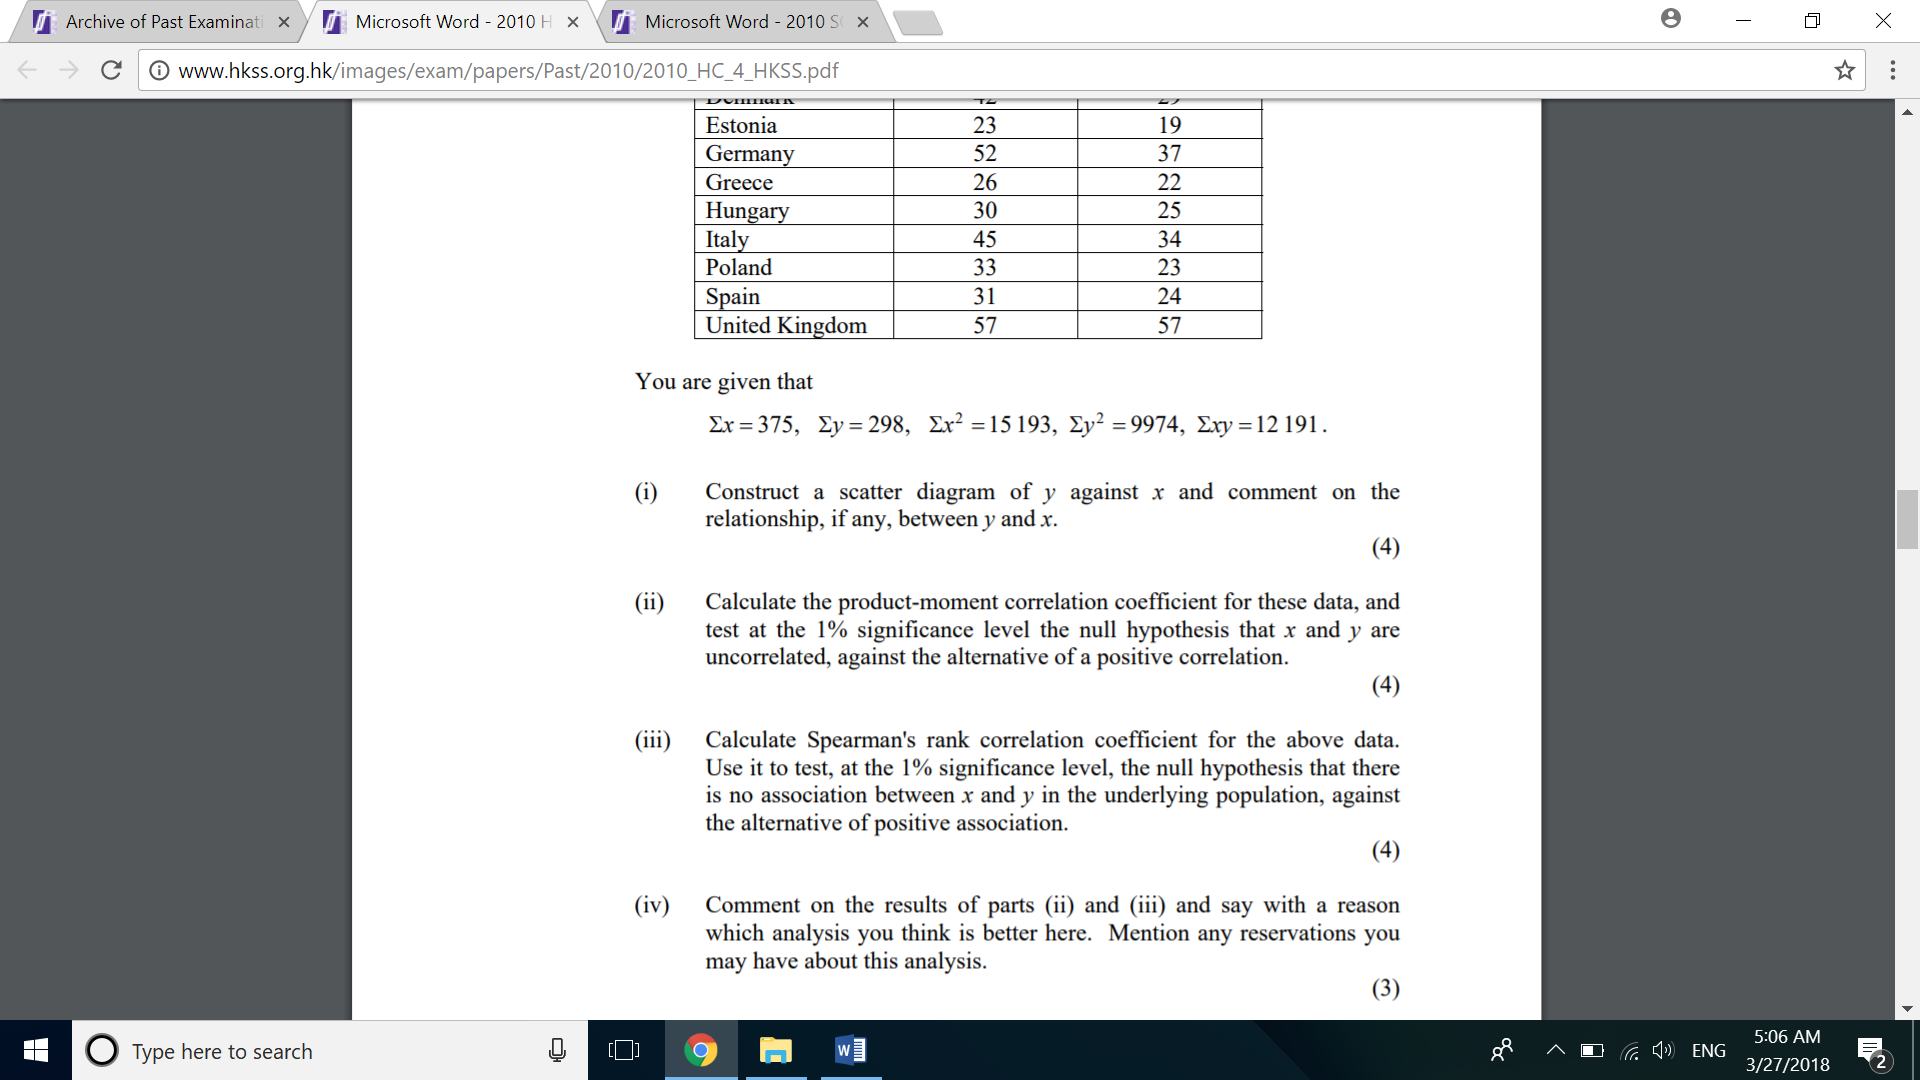 Archive of Past Examinati
Microsoft Word - 2010 H
Microsoft Word - 2010 S
www.hkss.org.hk/images/exam/papers/Past/2010/2010_HC_4_HKSS.pdf
Denmark 42 29
Estonia 23 19
Germany 52 37
Greece 26 22
Hungary 30 25
Italy 45 34
Poland 33 23
Spain 31 24
United Kingdom 57 57
You are given that
Σx = 375, Σy = 298, Σx² = 15 193, Σy² = 9974, Σxy = 12 191.
(i) Construct a scatter diagram of y against x and comment on the
relationship, if any, between y and x.
(4)
(ii) Calculate the product-moment correlation coefficient for these data, and
test at the 1% significance level the null hypothesis that x and y are
uncorrelated, against the alternative of a positive correlation.
(4)
(iii) Calculate Spearman's rank correlation coefficient for the above data.
Use it to test, at the 1% significance level, the null hypothesis that there
is no association between x and y in the underlying population, against
the alternative of positive association.
(4)
(iv) Comment on the results of parts (ii) and (iii) and say with a reason
which analysis you think is better here. Mention any reservations you
may have about this analysis.
(3)
Type here to search
ENG
5:06 AM
3/27/2018
2